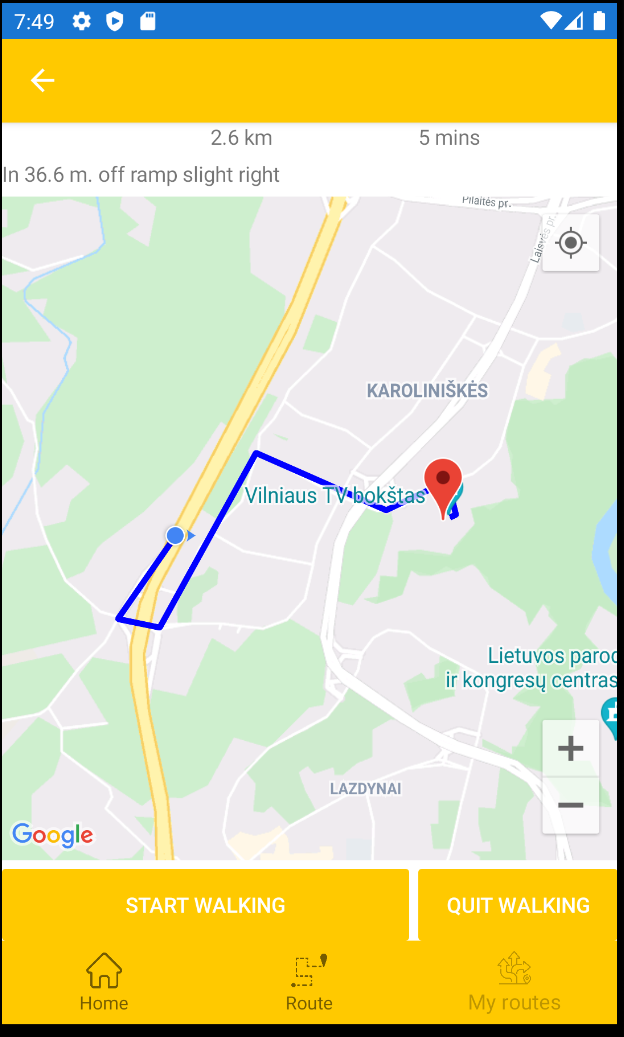 7:49
2.6 km 5 mins
In 36.6 m. off ramp slight right
Pilaitės pr.
Laisvės pr.
KAROLINIŠKĖS
Vilniaus TV bokštas
Lietuvos paroc
ir kongresų centras
LAZDYNAI
+
−
Google
START WALKING QUIT WALKING
Home Route My routes